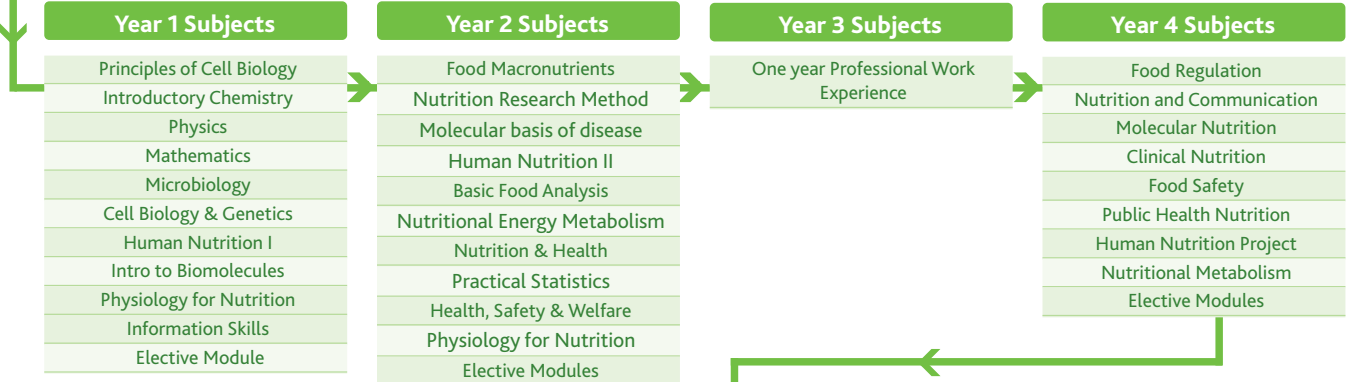 Year 1 Subjects
Principles of Cell Biology
Introductory Chemistry
Physics
Mathematics
Microbiology
Cell Biology & Genetics
Human Nutrition I
Intro to Biomolecules
Physiology for Nutrition
Information Skills
Elective Module
Year 2 Subjects
Food Macronutrients
Nutrition Research Method
Molecular basis of disease
Human Nutrition II
Basic Food Analysis
Nutritional Energy Metabolism
Nutrition & Health
Practical Statistics
Health, Safety & Welfare
Physiology for Nutrition
Elective Modules
Year 3 Subjects
One year Professional Work
Experience
Year 4 Subjects
Food Regulation
Nutrition and Communication
Molecular Nutrition
Clinical Nutrition
Food Safety
Public Health Nutrition
Human Nutrition Project
Nutritional Metabolism
Elective Modules